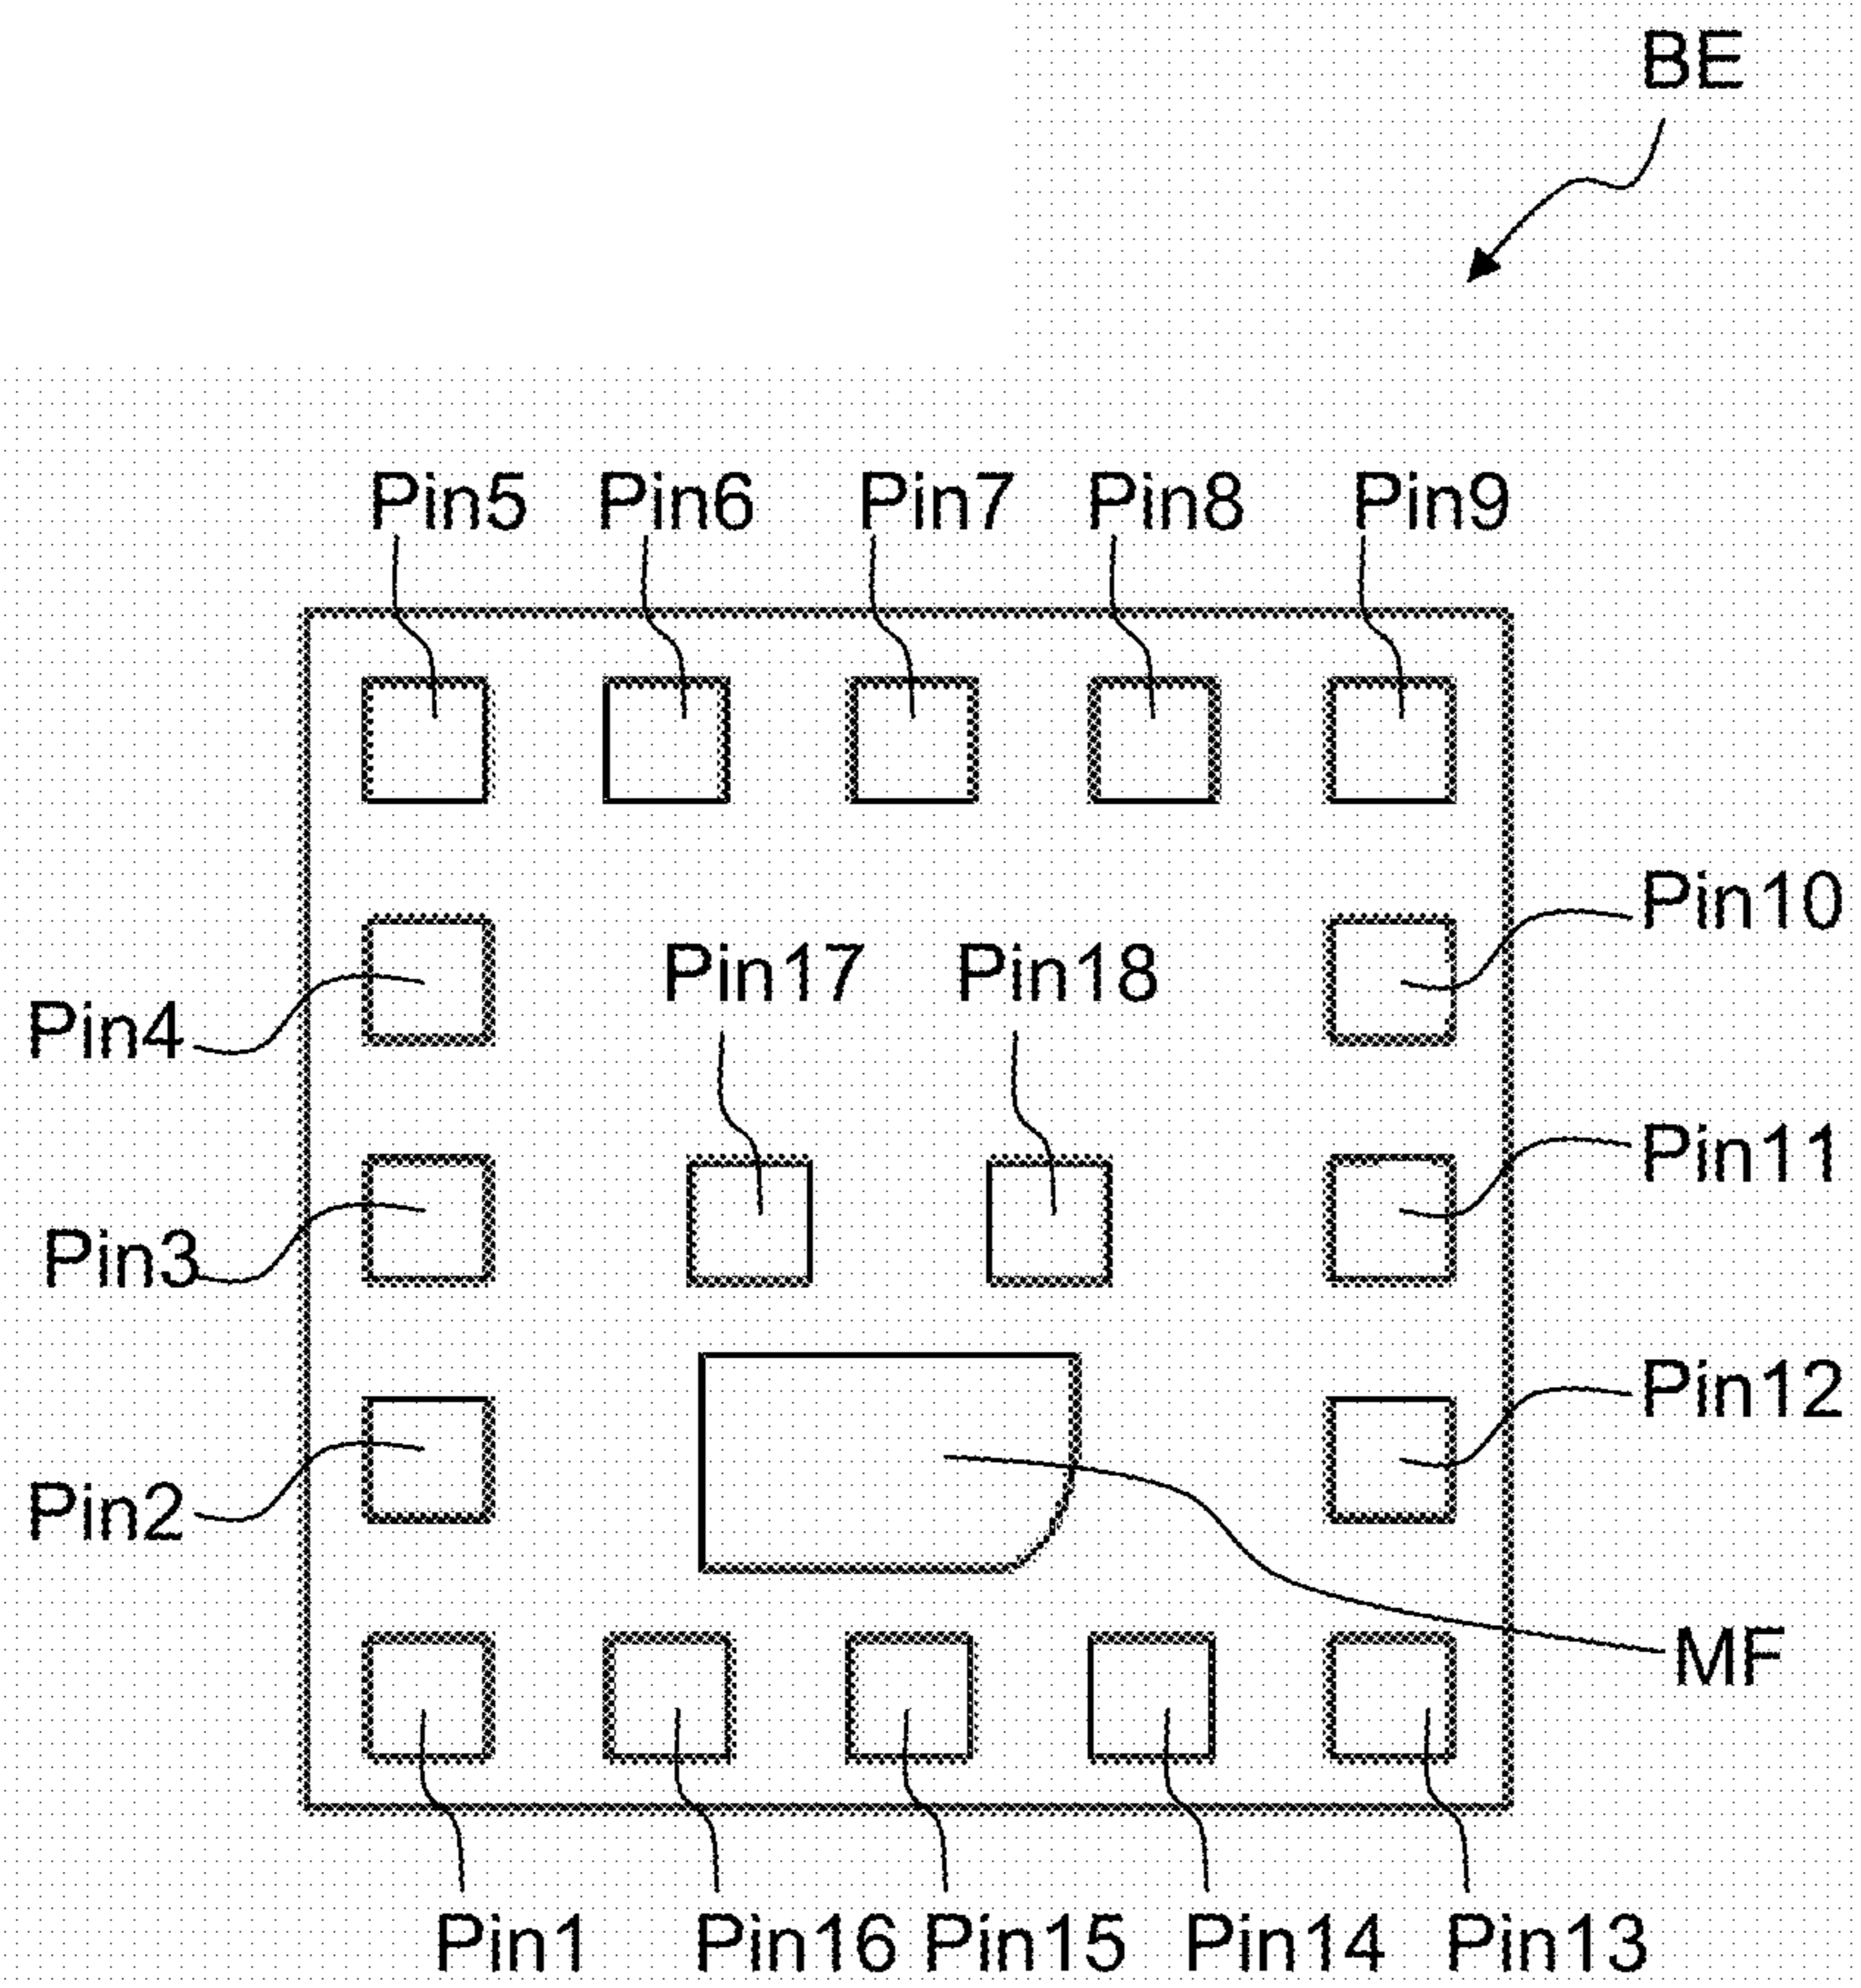 BE
Pin5 Pin6 Pin7 Pin8 Pin9
Pin10
Pin17 Pin18
Pin4
Pin11
Pin3
Pin12
Pin2
MF
Pin1 Pin16 Pin15 Pin14 Pin13